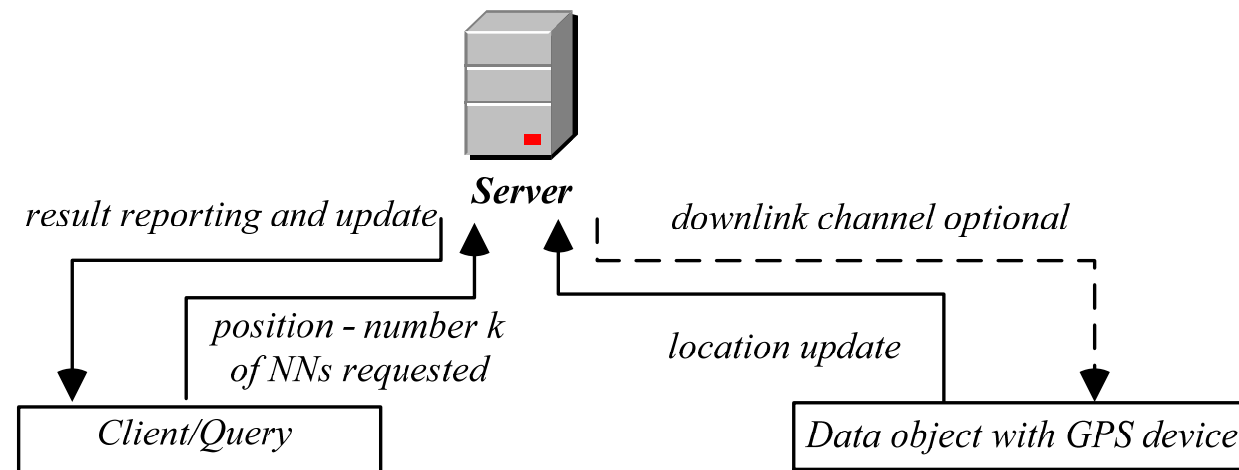 Server
result reporting and update
downlink channel optional
position - number k
of NNs requested
location update
Client/Query
Data object with GPS device